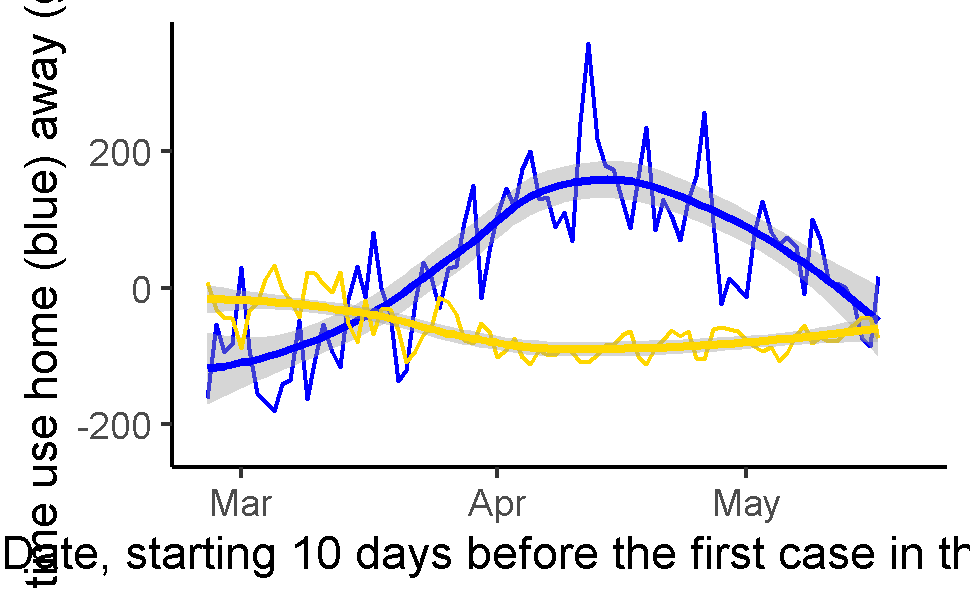 time use home (blue) away (
200
0
-200
Mar Apr May
Date, starting 10 days before the first case in th